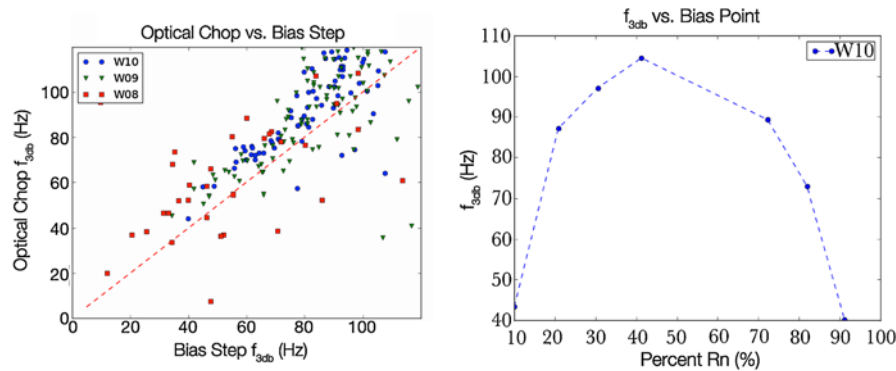 Optical Chop vs. Bias Step
W10
W09
W08
Optical Chop f3db (Hz)
100
80
60
40
20
0
0 20 40 60 80 100
Bias Step f3db (Hz)
f3db vs. Bias Point
W10
f3db (Hz)
110
100
90
80
70
60
50
40
10 20 30 40 50 60 70 80 90 100
Percent Rn (%)